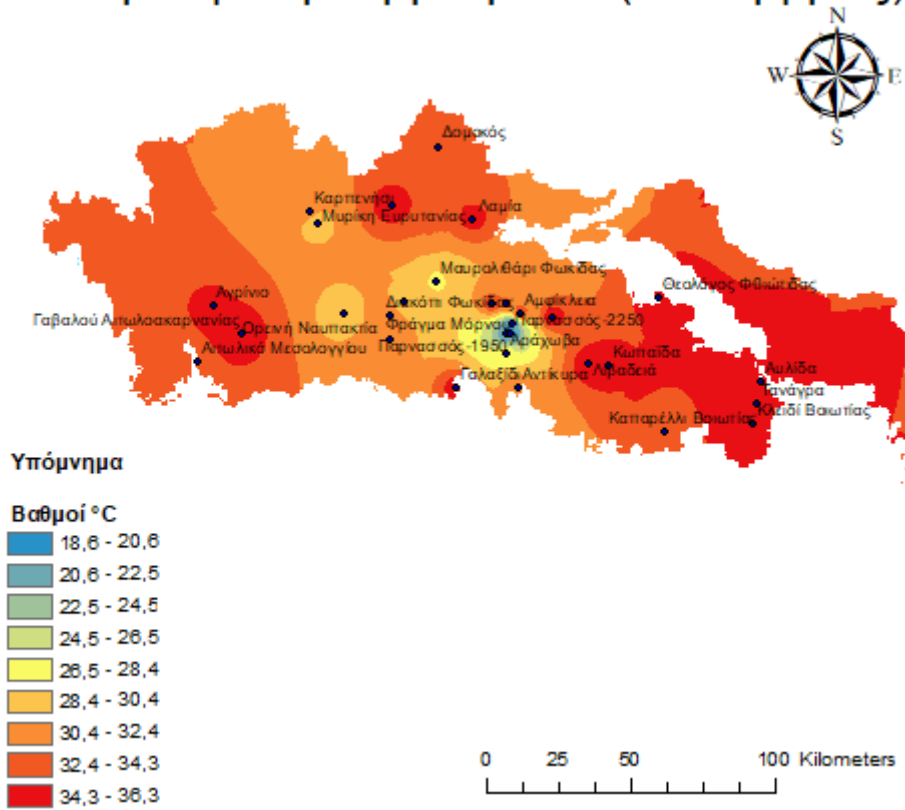 N
W E
S
Δομοκός
Καρπενήσι
Μυρίκη Ευρυτανίας
Λαμία
Μαυρολιθάρι Φωκίδας
Θεολόγος Φθιώτιδας
Αγρίνιο
Διακόπι Φωκίδας
Αμφίκλεια
Γαβαλού Αιτωλοακαρνανίας
Φράγμα Μόρνου
Παρνασσός -2250
Ορεινή Ναυπακτία
Αράχωβα
Αιτωλικό Μεσολογγίου
Παρνασσός -1950
Κωπαΐδα
Λιβαδειά
Γαλαξίδι
Αντίκυρα
Αυλίδα
Τανάγρα
Καπαρέλλι Βοιωτίας
Κλειδί Βοιωτίας
Υπόμνημα
Βαθμοί °C
18,6 - 20,6
20,6 - 22,5
22,5 - 24,5
24,5 - 26,5
26,5 - 28,4
28,4 - 30,4
30,4 - 32,4
32,4 - 34,3
34,3 - 36,3
0 25 50 100 Kilometers